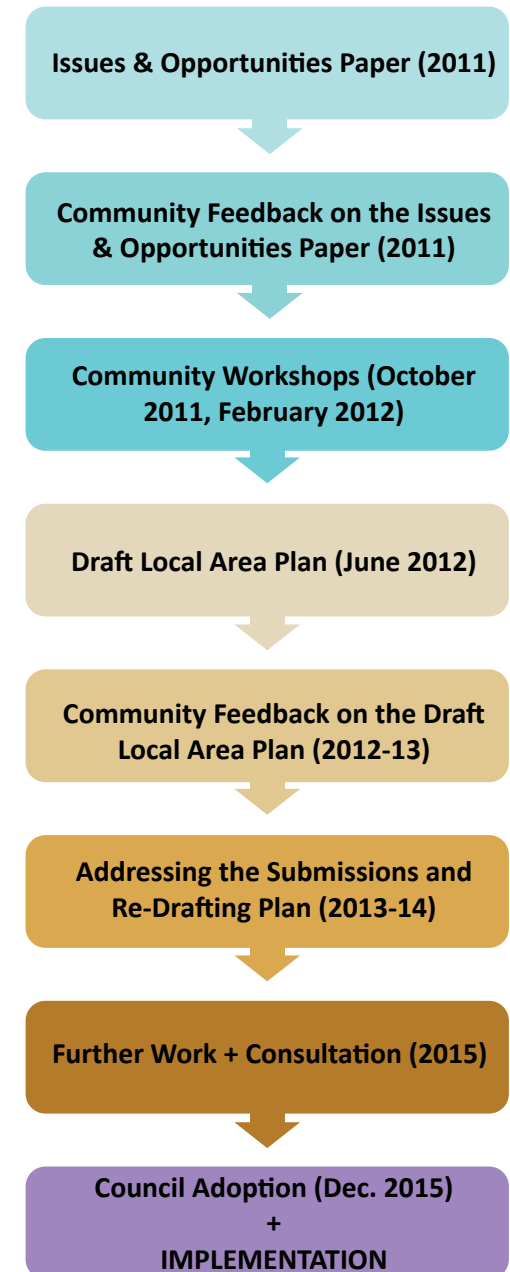 Issues & Opportunities Paper (2011)
Community Feedback on the Issues
& Opportunities Paper (2011)
Community Workshops (October
2011, February 2012)
Draft Local Area Plan (June 2012)
Community Feedback on the Draft
Local Area Plan (2012-13)
Addressing the Submissions and
Re-Drafting Plan (2013-14)
Further Work + Consultation (2015)
Council Adoption (Dec. 2015)
+
IMPLEMENTATION